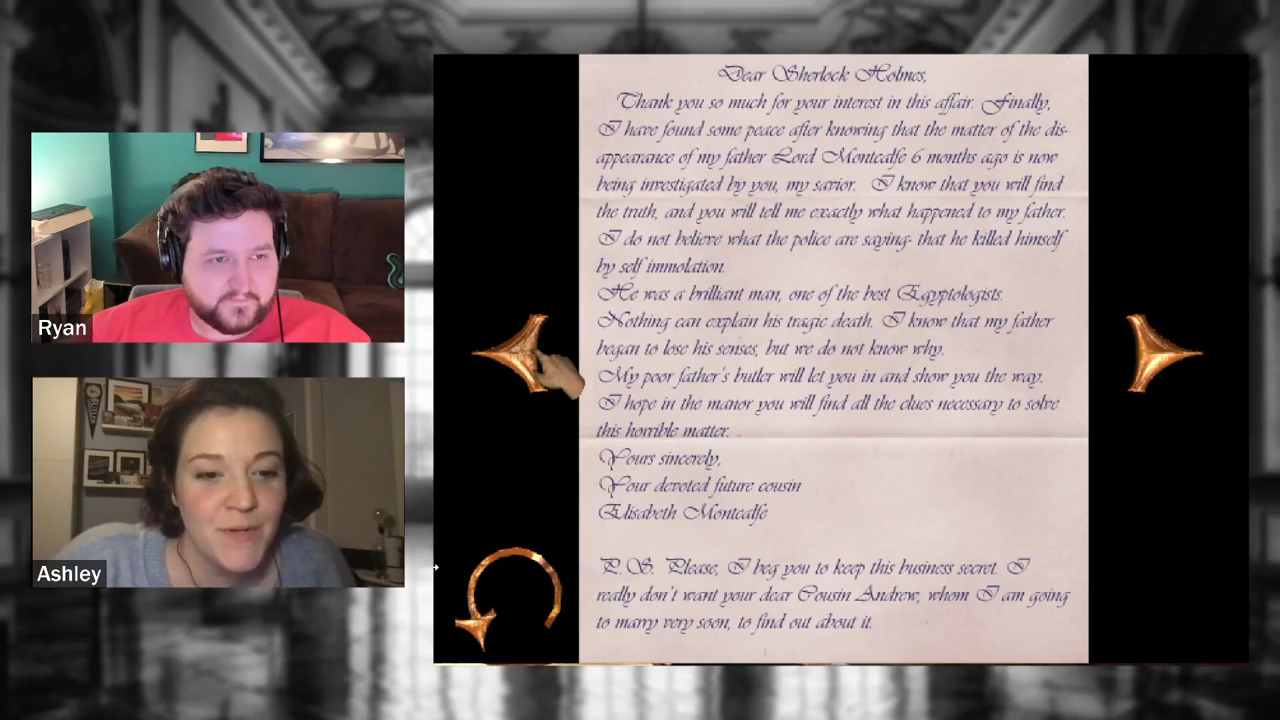 Ryan
Ashley
Dear Sherlock Holmes,
Thank you so much for your interest in this affair. Finally,
I have found some peace after knowing that the matter of the dis-
appearance of my father Lord Montcalfe 6 months ago is now
being investigated by you, my savior. I know that you will find
the truth, and you will tell me exactly what happened to my father.
I do not believe what the police are saying- that he killed himself
by self immolation.
He was a brilliant man, one of the best Egyptologists.
Nothing can explain his tragic death. I know that my father
began to lose his senses, but we do not know why.
My poor father's butler will let you in and show you the way.
I hope in the manor you will find all the clues necessary to solve
this horrible matter.
Yours sincerely,
Your devoted future cousin
Elisabeth Montcalfe
P.S. Please, I beg you to keep this business secret. I
really don't want your dear Cousin Andrew, whom I am going
to marry very soon, to find out about it.